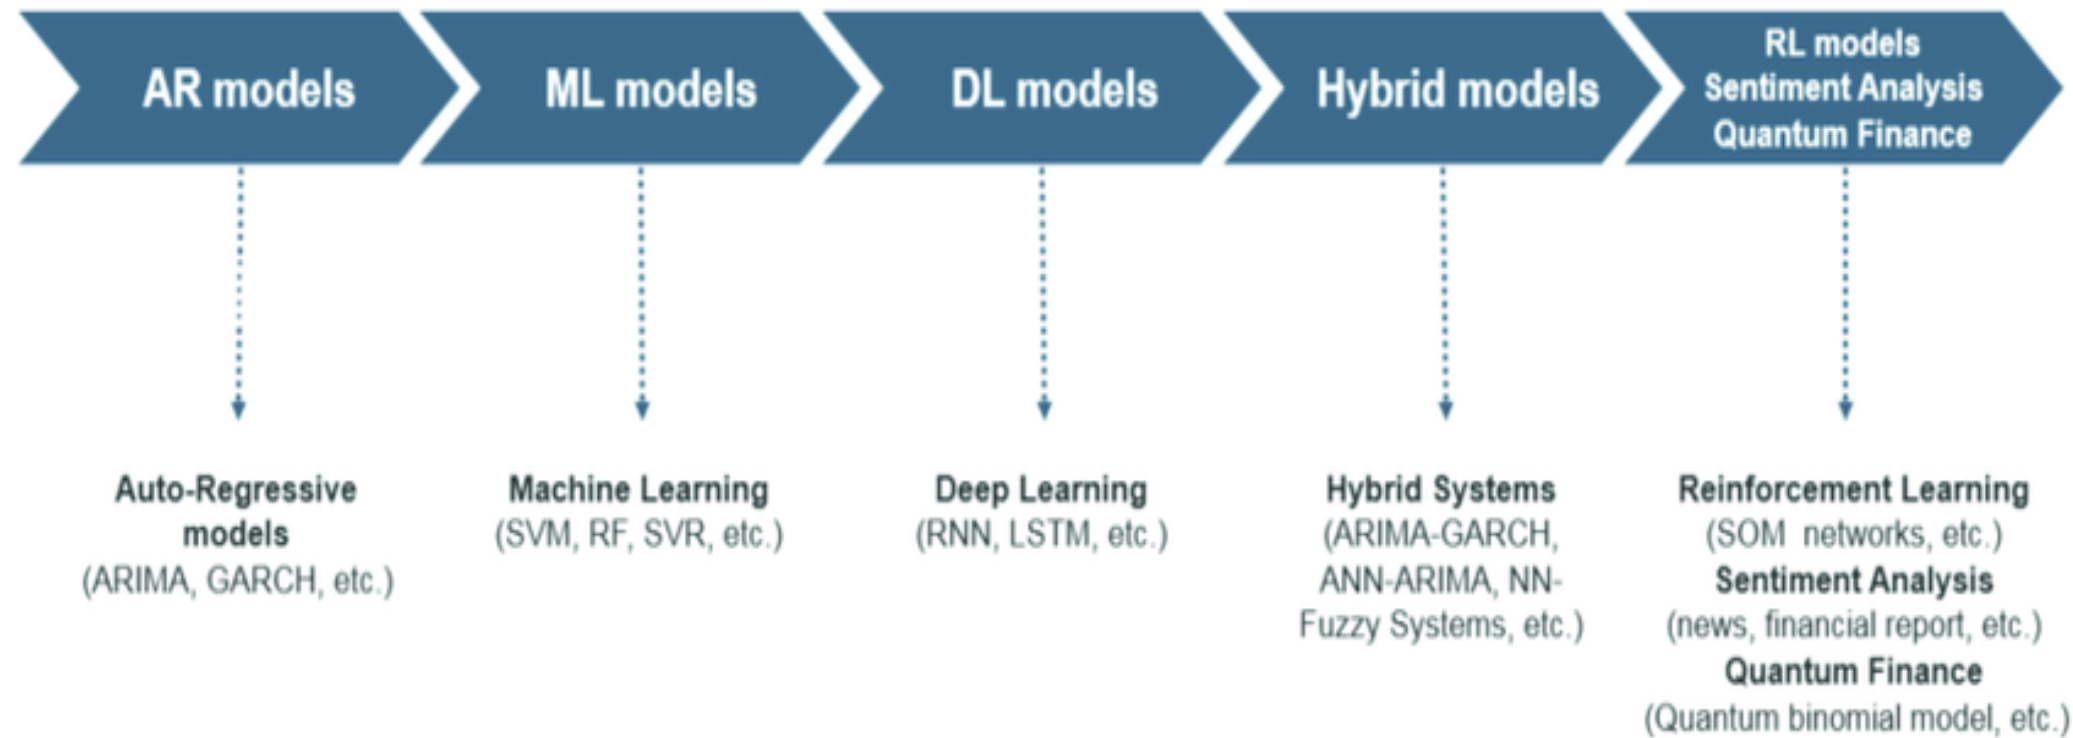 AR models
ML models
DL models
Hybrid models
RL models
Sentiment Analysis
Quantum Finance
Auto-Regressive
models
(ARIMA, GARCH, etc.)
Machine Learning
(SVM, RF, SVR, etc.)
Deep Learning
(RNN, LSTM, etc.)
Hybrid Systems
(ARIMA-GARCH,
ANN-ARIMA, NN-
Fuzzy Systems, etc.)
Reinforcement Learning
(SOM networks, etc.)
Sentiment Analysis
(news, financial report, etc.)
Quantum Finance
(Quantum binomial model, etc.)